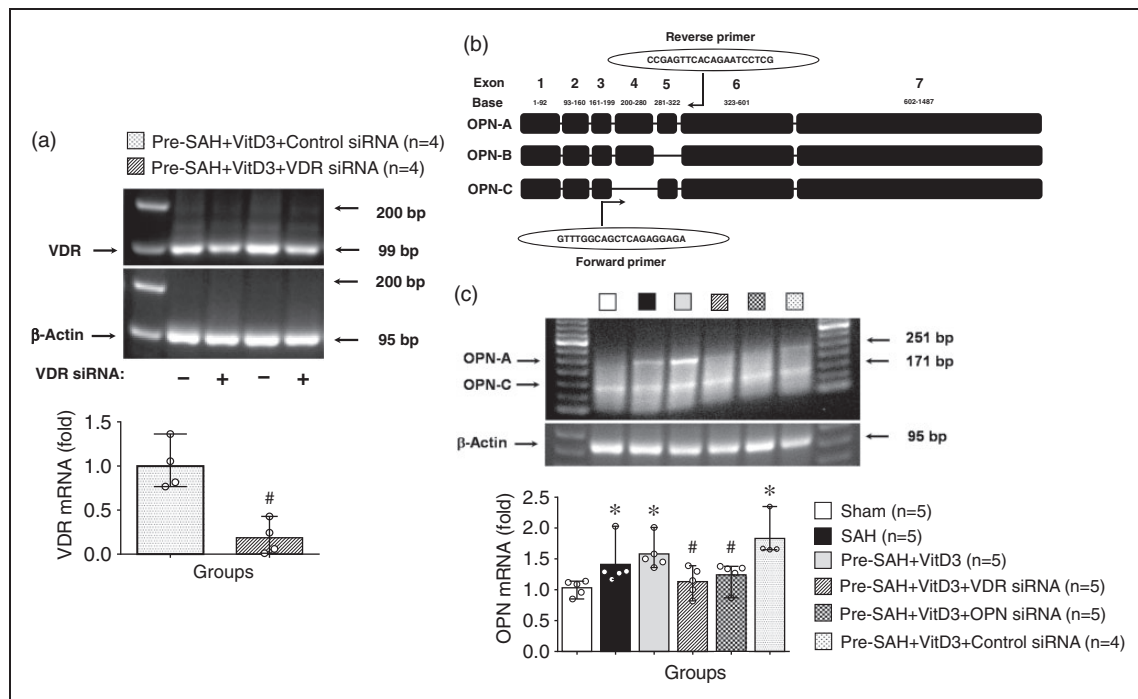 (a)
Pre-SAH+VitD3+Control siRNA (n=4)
Pre-SAH+VitD3+VDR siRNA (n=4)
200 bp
VDR
99 bp
200 bp
β-Actin
95 bp
VDR siRNA: – + – +
VDR mRNA (fold)
1.5
1.0
0.5
0.0
#
Groups
(b)
Reverse primer
CCGAGTTCACAGAATCCTCG
Exon 1 2 3 4 5 6 7
Base 1-92 93-160 161-199 200-280 281-322 323-601 602-1487
OPN-A
OPN-B
OPN-C
GTTTGGCAGCTCAGAGGAGA
Forward primer
(c)
251 bp
OPN-A
171 bp
OPN-C
β-Actin
95 bp
OPN mRNA (fold)
2.5
2.0
1.5
1.0
0.5
0.0
* * # # *
Groups
Sham (n=5)
SAH (n=5)
Pre-SAH+VitD3 (n=5)
Pre-SAH+VitD3+VDR siRNA (n=5)
Pre-SAH+VitD3+OPN siRNA (n=5)
Pre-SAH+VitD3+Control siRNA (n=4)